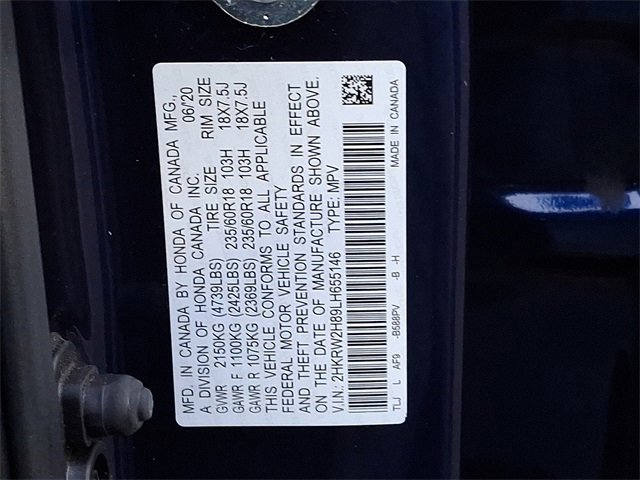 MFD. IN CANADA BY HONDA OF CANADA MFG.,
A DIVISION OF HONDA CANADA INC. 06/20
GVWR 2150KG (4739LBS) TIRE SIZE RIM SIZE
GAWR F 1100KG (2425LBS) 235/60R18 103H 18X7.5J
GAWR R 1075KG (2369LBS) 235/60R18 103H 18X7.5J
THIS VEHICLE CONFORMS TO ALL APPLICABLE
FEDERAL MOTOR VEHICLE SAFETY
AND THEFT PREVENTION STANDARDS IN EFFECT
ON THE DATE OF MANUFACTURE SHOWN ABOVE.
V.I.N.: 2HKRW2H89LH655146 TYPE: MPV
TLJ L AF9 -B588PV -B -H MADE IN CANADA